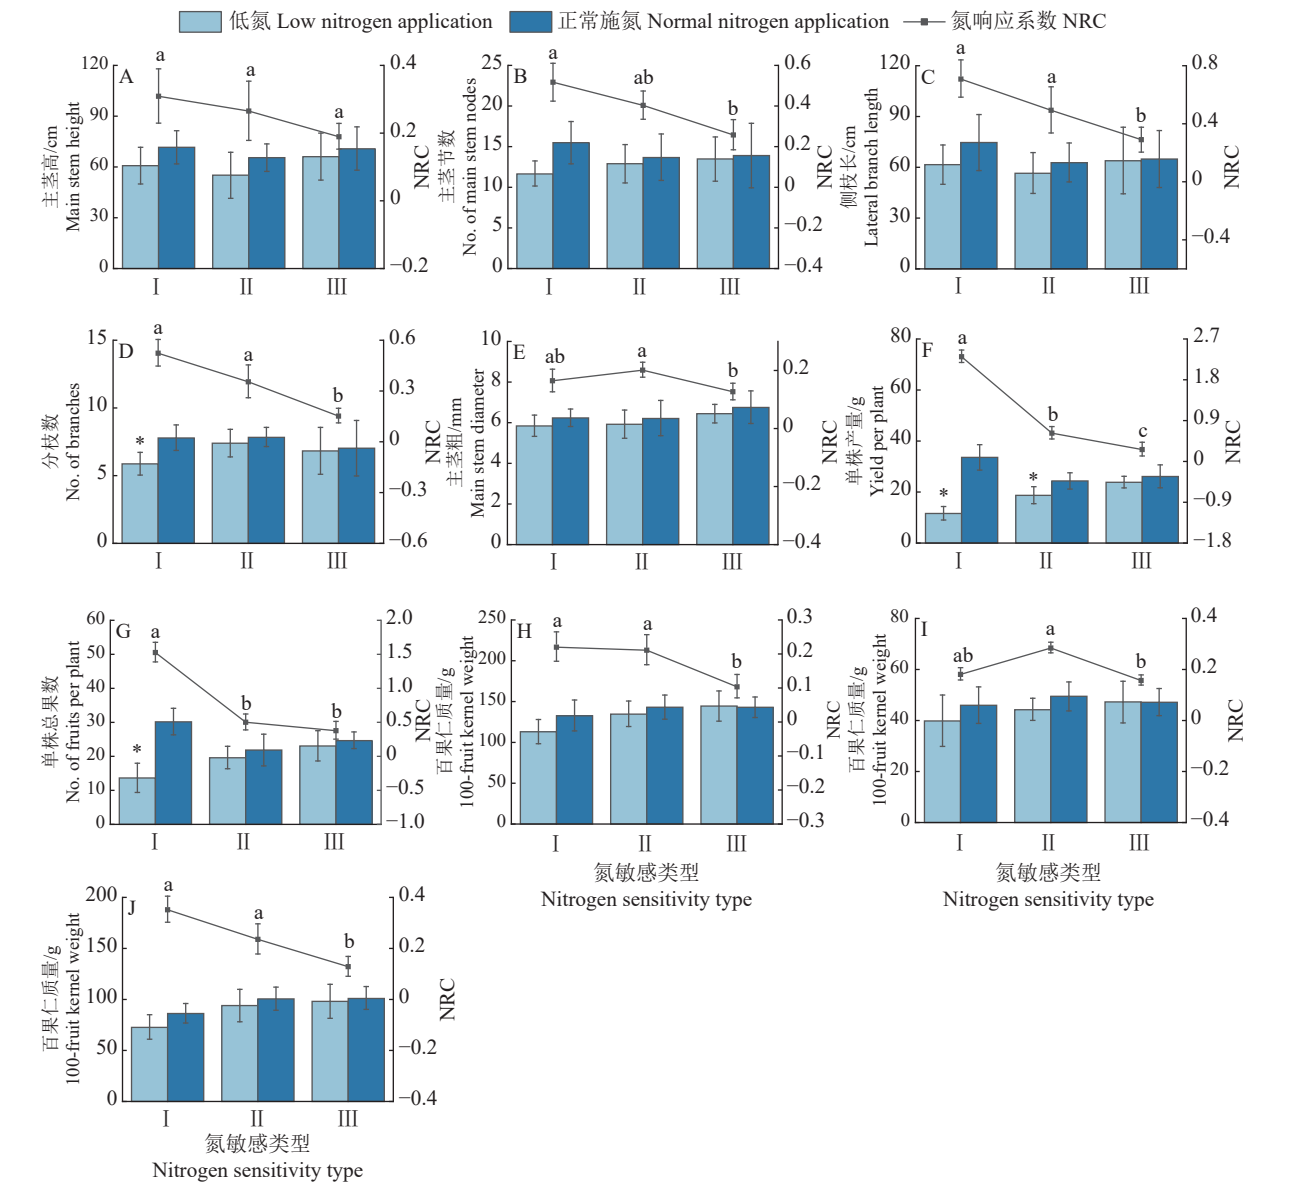 低氮 Low nitrogen application 正常施氮 Normal nitrogen application 氮响应系数 NRC
A
主茎高/cm
Main stem height
120
90
60
30
0
a a a
0.4
0.2
0
−0.2
NRC
Ⅰ Ⅱ Ⅲ
B
主茎节数
No. of main stem nodes
25
20
15
10
5
0
a ab b
0.6
0.4
0.2
0
−0.2
−0.4
NRC
Ⅰ Ⅱ Ⅲ
C
侧枝长/cm
Lateral branch length
120
90
60
30
0
a a b
0.8
0.4
0
−0.4
NRC
Ⅰ Ⅱ Ⅲ
D
分枝数
No. of branches
15
10
5
0
a a b
*
0.6
0.3
0
−0.3
−0.6
NRC
Ⅰ Ⅱ Ⅲ
E
主茎粗/mm
Main stem diameter
10
8
6
4
2
0
ab a b
0.2
0
−0.2
−0.4
NRC
Ⅰ Ⅱ Ⅲ
F
单株产量/g
Yield per plant
80
60
40
20
0
a b c
* *
2.7
1.8
0.9
0
−0.9
−1.8
NRC
Ⅰ Ⅱ Ⅲ
G
单株总果数
No. of fruits per plant
60
50
40
30
20
10
0
a b b
*
2.0
1.5
1.0
0.5
0
−0.5
−1.0
NRC
Ⅰ Ⅱ Ⅲ
H
百果仁质量/g
100-fruit kernel weight
250
200
150
100
50
0
a a b
0.3
0.2
0.1
0
−0.1
−0.2
−0.3
NRC
Ⅰ Ⅱ Ⅲ
氮敏感类型
Nitrogen sensitivity type
I
百果仁质量/g
100-fruit kernel weight
80
60
40
20
0
ab a b
0.4
0.2
0
−0.2
−0.4
NRC
Ⅰ Ⅱ Ⅲ
氮敏感类型
Nitrogen sensitivity type
J
百果仁质量/g
100-fruit kernel weight
200
150
100
50
0
a a b
0.4
0.2
0
−0.2
−0.4
NRC
Ⅰ Ⅱ Ⅲ
氮敏感类型
Nitrogen sensitivity type